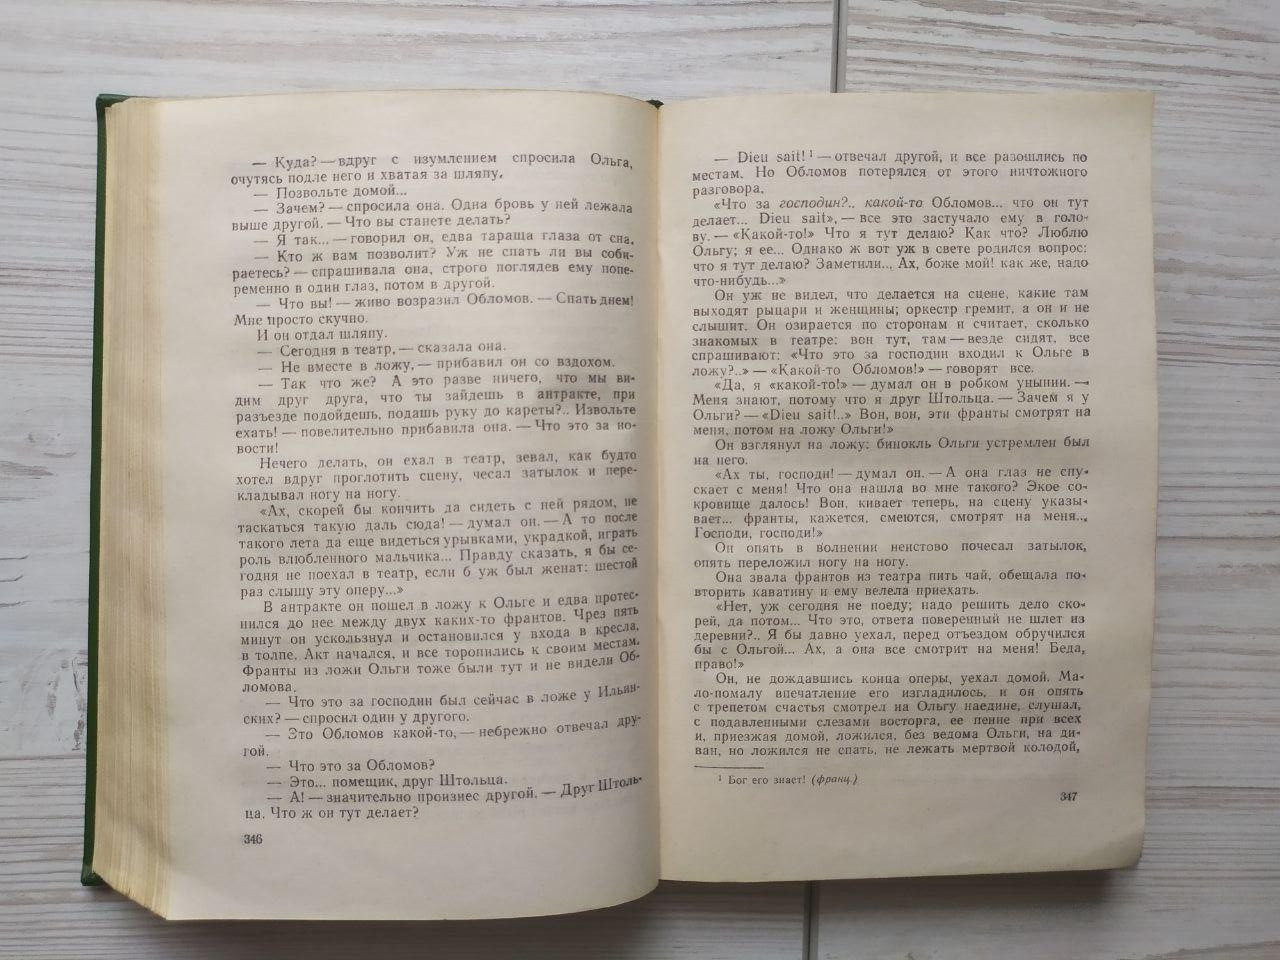 — Куда? — вдруг с изумлением спросила Ольга,
очутясь подле него и хватая за шляпу.
— Позвольте домой...
— Зачем? — спросила она. Одна бровь у ней лежала
выше другой. — Что вы станете делать?
— Я так... — говорил он, едва тараща глаза от сна.
— Кто ж вам позволит? Уж не спать ли вы соби-
раетесь? — спрашивала она, строго поглядев ему попе-
ременно в один глаз, потом в другой.
— Что вы! — живо возразил Обломов. — Спать днем!
Мне просто скучно.
И он отдал шляпу.
— Сегодня в театр, — сказала она.
— Не вместе в ложу, — прибавил он со вздохом.
— Так что же? А это разве ничего, что мы ви-
дим друг друга, что ты зайдешь в антракте, при
разъезде подойдешь, подашь руку до кареты?.. Извольте
ехать! — повелительно прибавила она. — Что это за но-
вости!
Нечего делать, он ехал в театр, зевал, как будто
хотел вдруг проглотить сцену, чесал затылок и пере-
кладывал ногу на ногу.
«Ах, скорей бы кончить да сидеть с ней рядом, не
таскаться такую даль сюда! — думал он. — А то после
такого лета да еще видеться урывками, украдкой, играть
роль влюбленного мальчика... Правду сказать, я бы се-
годня не поехал в театр, если б уж был женат: шестой
раз слышу эту оперу...»
В антракте он пошел в ложу к Ольге и едва протес-
нился до нее между двух каких-то франтов. Чрез пять
минут он ускользнул и остановился у входа в кресла,
в толпе. Акт начался, и все торопились к своим местам.
Франты из ложи Ольги тоже были тут и не видели Об-
ломова.
— Что это за господин был сейчас в ложе у Ильин-
ских? — спросил один у другого.
— Это Обломов какой-то, — небрежно отвечал дру-
гой.
— Что это за Обломов?
— Это... помещик, друг Штольца.
— А! — значительно произнес другой. — Друг Штоль-
ца. Что ж он тут делает?
346
— Dieu sait! ¹ — отвечал другой, и все разошлись по
местам. Но Обломов потерялся от этого ничтожного
разговора.
«Что за господин?.. какой-то Обломов... что он тут
делает... Dieu sait», — все это застучало ему в голо-
ву. — «Какой-то!» Что я тут делаю? Как что? Люблю
Ольгу; я ее... Однако ж вот уж в свете родился вопрос:
что я тут делаю? Заметили... Ах, боже мой! как же, надо
что-нибудь...»
Он уж не видел, что делается на сцене, какие там
выходят рыцари и женщины; оркестр гремит, а он и не
слышит. Он озирается по сторонам и считает, сколько
знакомых в театре: вон тут, там — везде сидят, все
спрашивают: «Что это за господин входил к Ольге в
ложу?..» — «Какой-то Обломов!» — говорят все.
«Да, я «какой-то!» — думал он в робком унынии. —
Меня знают, потому что я друг Штольца. — Зачем я у
Ольги? — «Dieu sait!..» Вон, вон, эти франты смотрят на
меня, потом на ложу Ольги!»
Он взглянул на ложу: бинокль Ольги устремлен был
на него.
«Ах ты, господи! — думал он. — А она глаз не спу-
скает с меня! Что она нашла во мне такого? Экое со-
кровище далось! Вон, кивает теперь, на сцену указы-
вает... франты, кажется, смеются, смотрят на меня...
Господи, господи!»
Он опять в волнении неистово почесал затылок,
опять переложил ногу на ногу.
Она звала франтов из театра пить чай, обещала по-
вторить каватину и ему велела приехать.
«Нет, уж сегодня не поеду; надо решить дело ско-
рей, да потом... Что это, ответа поверенный не шлет из
деревни?.. Я бы давно уехал, перед отъездом обручился
бы с Ольгой... Ах, а она все смотрит на меня! Беда,
право!»
Он, не дождавшись конца оперы, уехал домой. Ма-
ло-помалу впечатление его изгладилось, и он опять
с трепетом счастья смотрел на Ольгу наедине, слушал,
с подавленными слезами восторга, ее пение при всех
и, приезжая домой, ложился, без ведома Ольги, на ди-
ван, но ложился не спать, не лежать мертвой колодой,
¹ Бог его знает! (франц.)
347